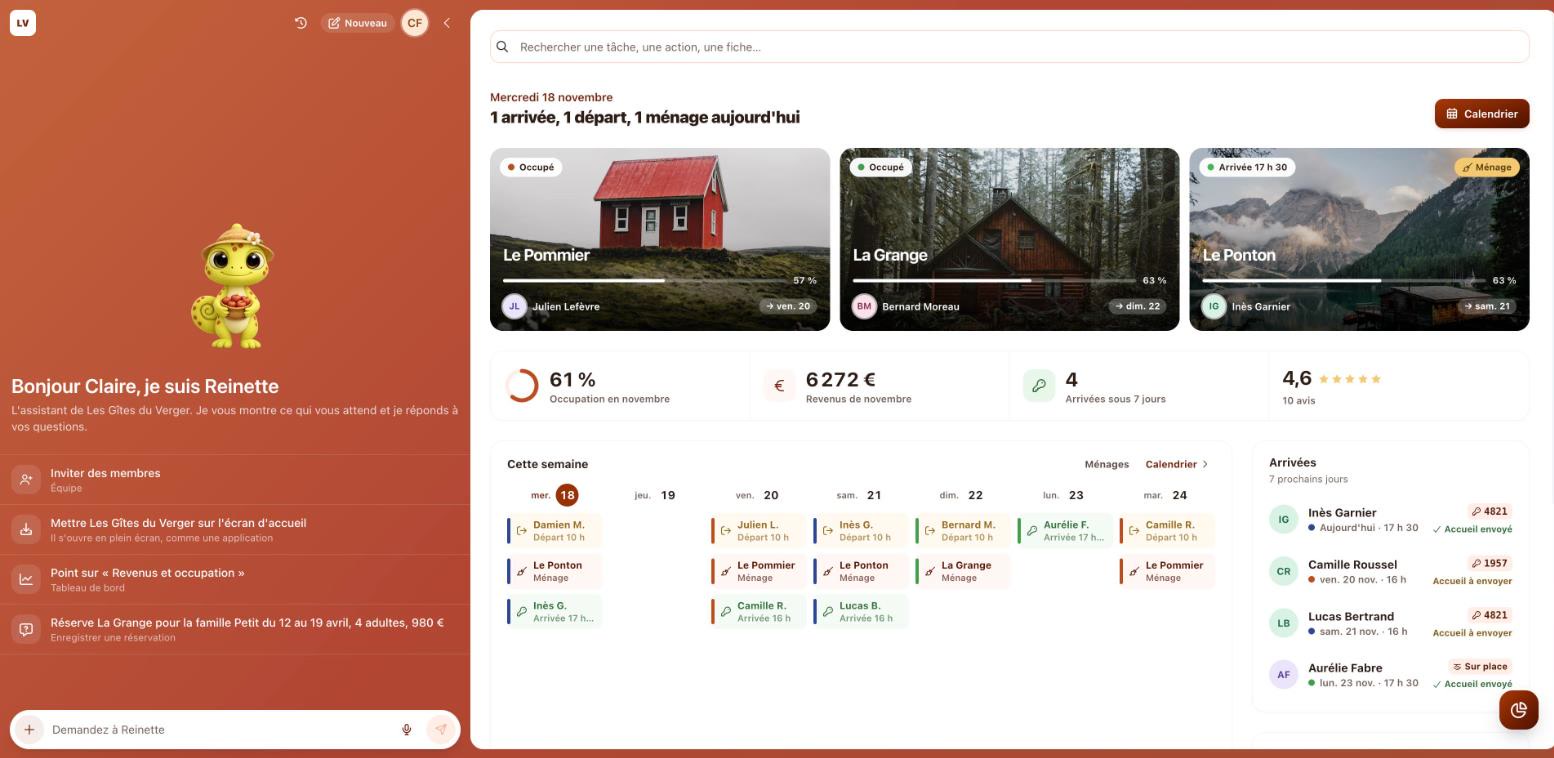 LV
Nouveau
CF
Bonjour Claire, je suis Reinette
L'assistant de Les Gîtes du Verger. Je vous montre ce qui vous attend et je réponds à
vos questions.
Inviter des membres
Équipe
Mettre Les Gîtes du Verger sur l'écran d'accueil
Il s'ouvre en plein écran, comme une application
Point sur « Revenus et occupation »
Tableau de bord
Réserve La Grange pour la famille Petit du 12 au 19 avril, 4 adultes, 980 €
Enregistrer une réservation
Demandez à Reinette
Rechercher une tâche, une action, une fiche...
Mercredi 18 novembre
1 arrivée, 1 départ, 1 ménage aujourd'hui
Calendrier
Occupé
Le Pommier
57 %
JL Julien Lefèvre → ven. 20
Occupé
La Grange
63 %
BM Bernard Moreau → dim. 22
Arrivée 17 h 30 Ménage
Le Ponton
63 %
IG Inès Garnier → sam. 21
61 %
Occupation en novembre
6 272 €
Revenus de novembre
4
Arrivées sous 7 jours
4,6
10 avis
Cette semaine Ménages Calendrier
mer. 18 jeu. 19 ven. 20 sam. 21 dim. 22 lun. 23 mar. 24
Damien M. Julien L. Inès G. Bernard M. Aurélie F. Camille R.
Départ 10 h Départ 10 h Départ 10 h Départ 10 h Arrivée 17 h... Départ 10 h
Le Ponton Le Pommier Le Ponton La Grange Le Pommier
Ménage Ménage Ménage Ménage Ménage
Inès G. Camille R. Lucas B.
Arrivée 17 h... Arrivée 16 h Arrivée 16 h
Arrivées
7 prochains jours
IG Inès Garnier 4821
Aujourd'hui · 17 h 30 Accueil envoyé
CR Camille Roussel 1957
ven. 20 nov. · 16 h Accueil à envoyer
LB Lucas Bertrand 4821
sam. 21 nov. · 16 h Accueil à envoyer
AF Aurélie Fabre Sur place
lun. 23 nov. · 17 h 30 Accueil envoyé